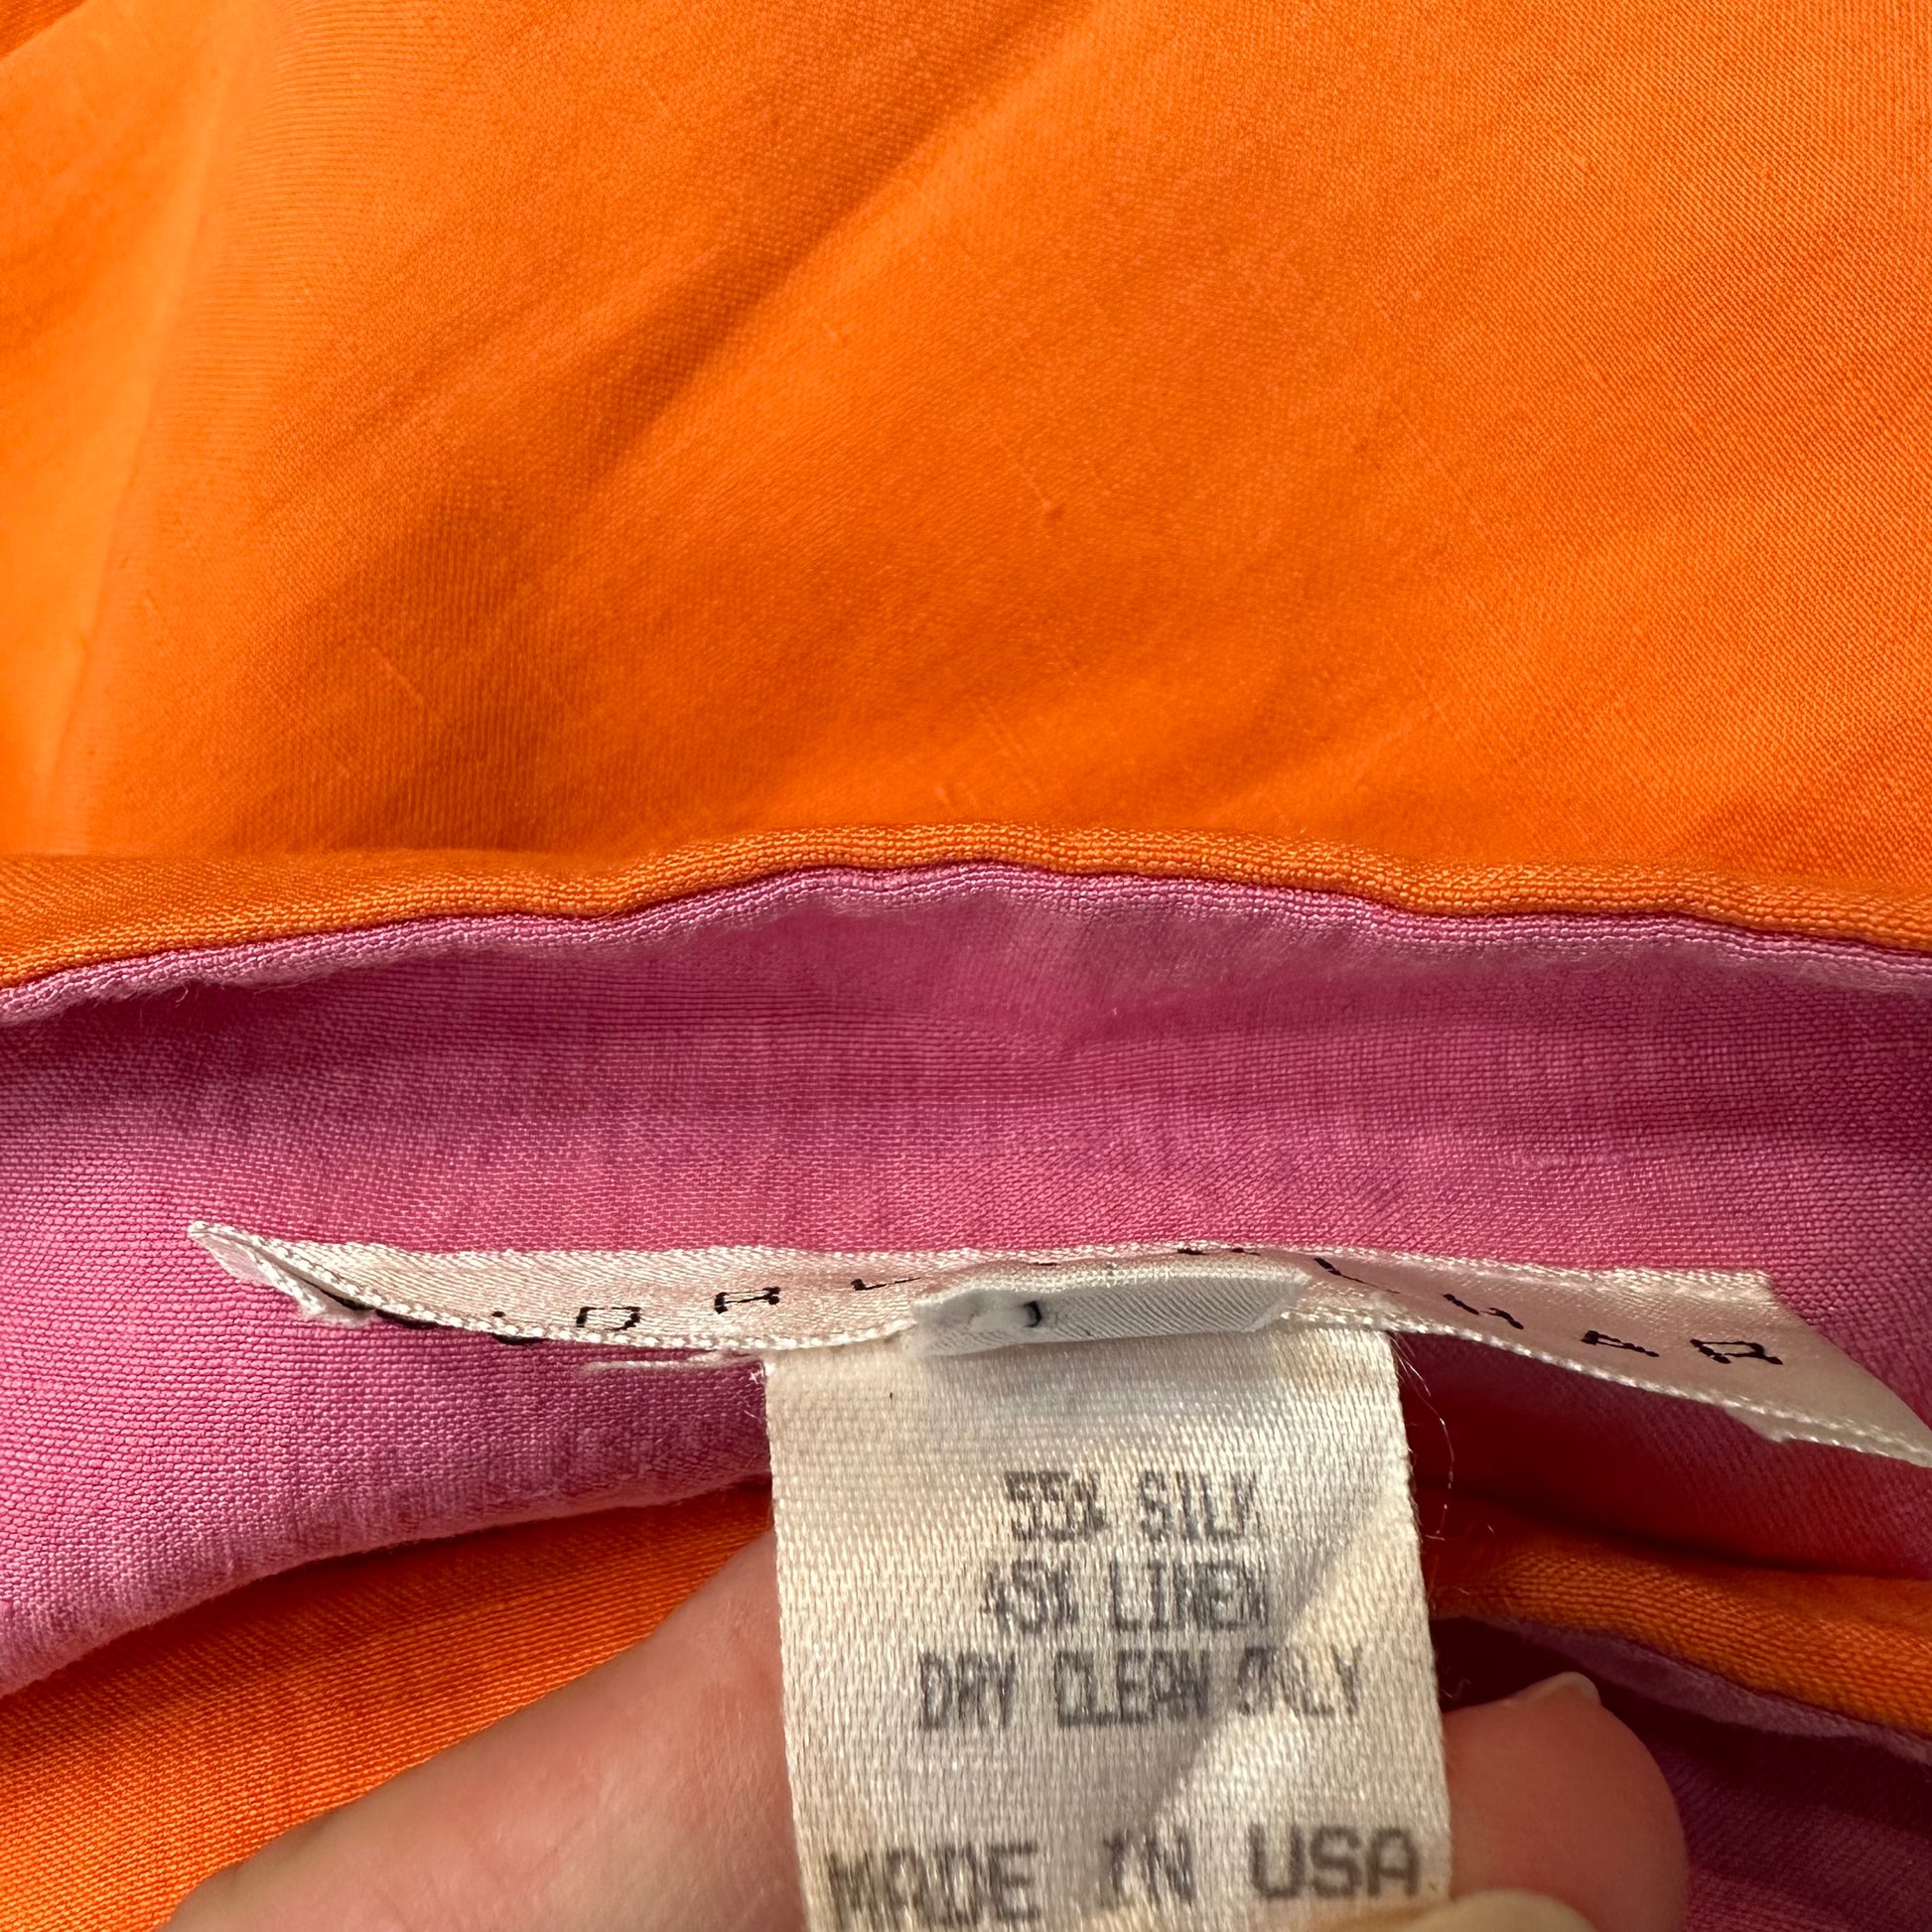 55% SILK
45% LINEN
DRY CLEAN ONLY
MADE IN USA